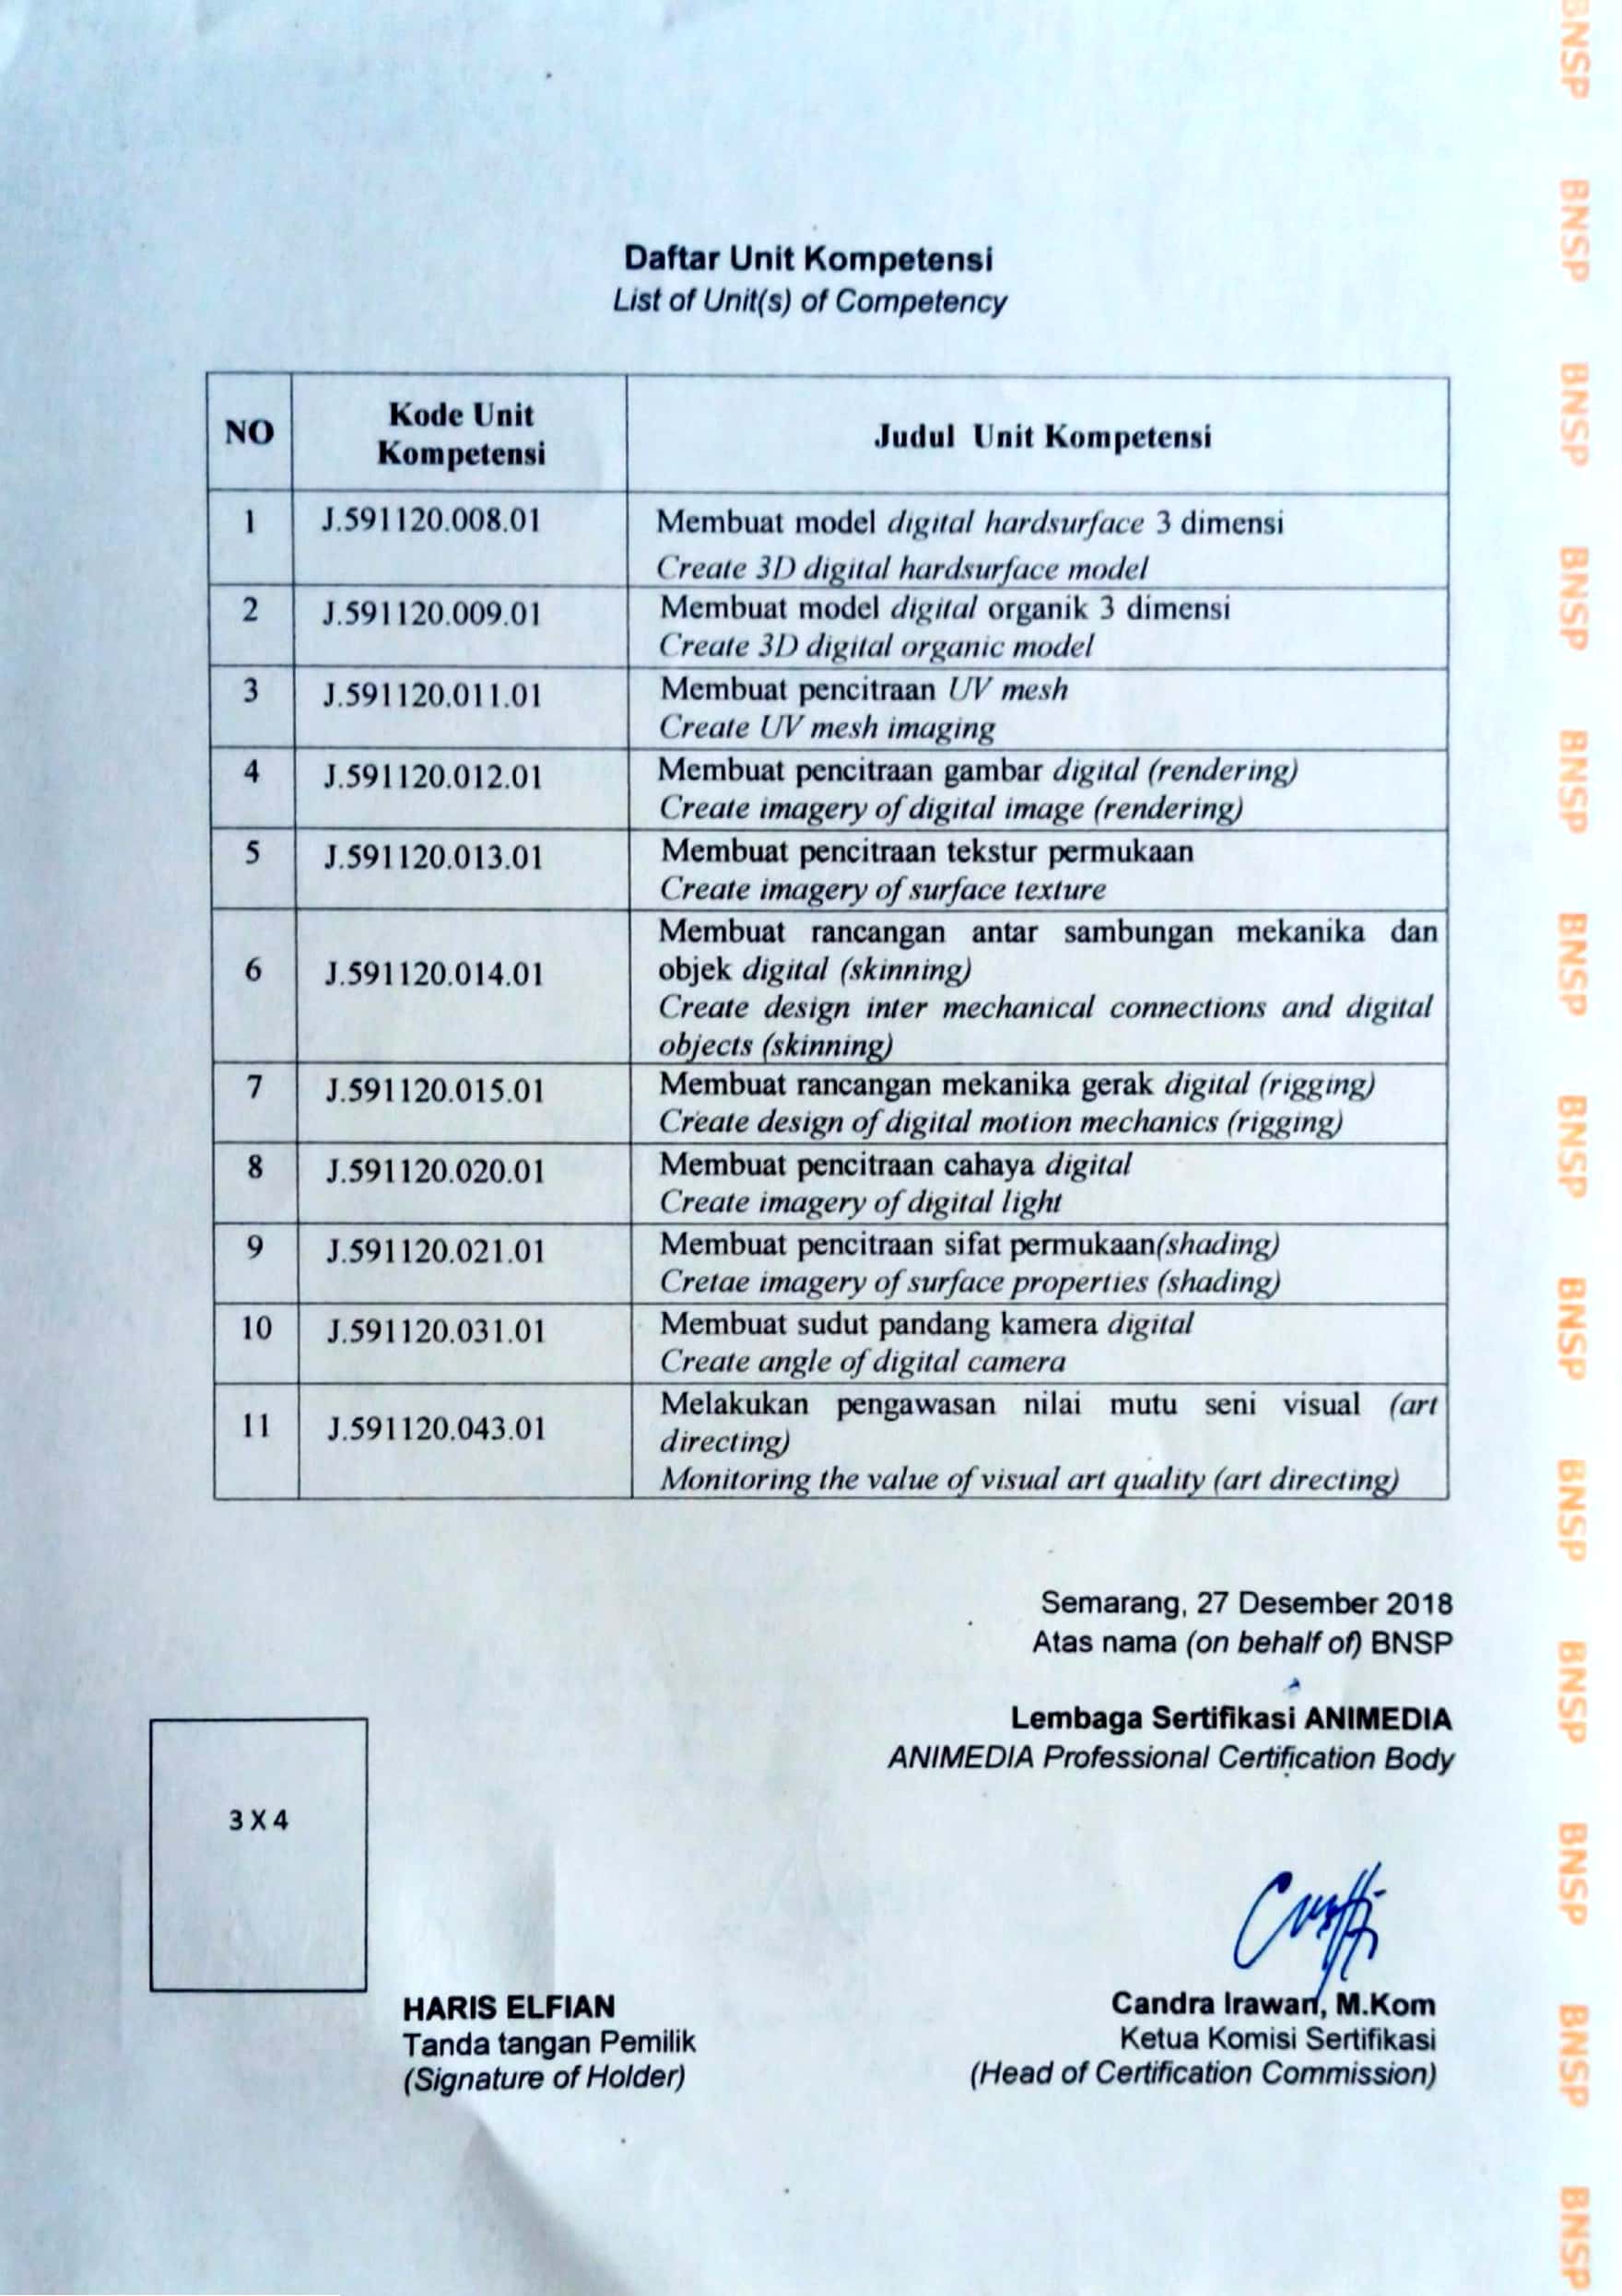 Daftar Unit Kompetensi
List of Unit(s) of Competency
NO
Kode Unit
Kompetensi
Judul Unit Kompetensi
1
J.591120.008.01
Membuat model digital hardsurface 3 dimensi
Create 3D digital hardsurface model
2
J.591120.009.01
Membuat model digital organik 3 dimensi
Create 3D digital organic model
3
J.591120.011.01
Membuat pencitraan UV mesh
Create UV mesh imaging
4
J.591120.012.01
Membuat pencitraan gambar digital (rendering)
Create imagery of digital image (rendering)
5
J.591120.013.01
Membuat pencitraan tekstur permukaan
Create imagery of surface texture
6
J.591120.014.01
Membuat rancangan antar sambungan mekanika dan
objek digital (skinning)
Create design inter mechanical connections and digital
objects (skinning)
7
J.591120.015.01
Membuat rancangan mekanika gerak digital (rigging)
Create design of digital motion mechanics (rigging)
8
J.591120.020.01
Membuat pencitraan cahaya digital
Create imagery of digital light
9
J.591120.021.01
Membuat pencitraan sifat permukaan(shading)
Cretae imagery of surface properties (shading)
10
J.591120.031.01
Membuat sudut pandang kamera digital
Create angle of digital camera
11
J.591120.043.01
Melakukan pengawasan nilai mutu seni visual (art
directing)
Monitoring the value of visual art quality (art directing)
Semarang, 27 Desember 2018
Atas nama (on behalf of) BNSP
Lembaga Sertifikasi ANIMEDIA
ANIMEDIA Professional Certification Body
3 X 4
HARIS ELFIAN
Tanda tangan Pemilik
(Signature of Holder)
Candra Irawan, M.Kom
Ketua Komisi Sertifikasi
(Head of Certification Commission)
BNSP
BNSP
BNSP
BNSP
BNSP
BNSP
BNSP
BNSP
BNSP
BNSP
BNSP
BNSP
BNSP